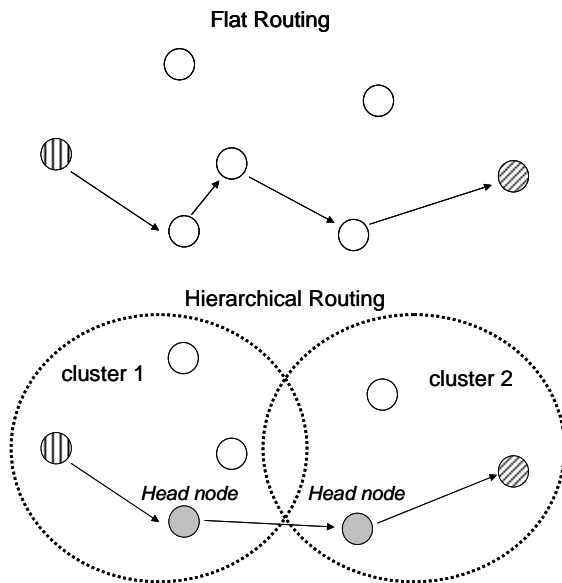 Flat Routing
Hierarchical Routing
cluster 1
cluster 2
Head node
Head node